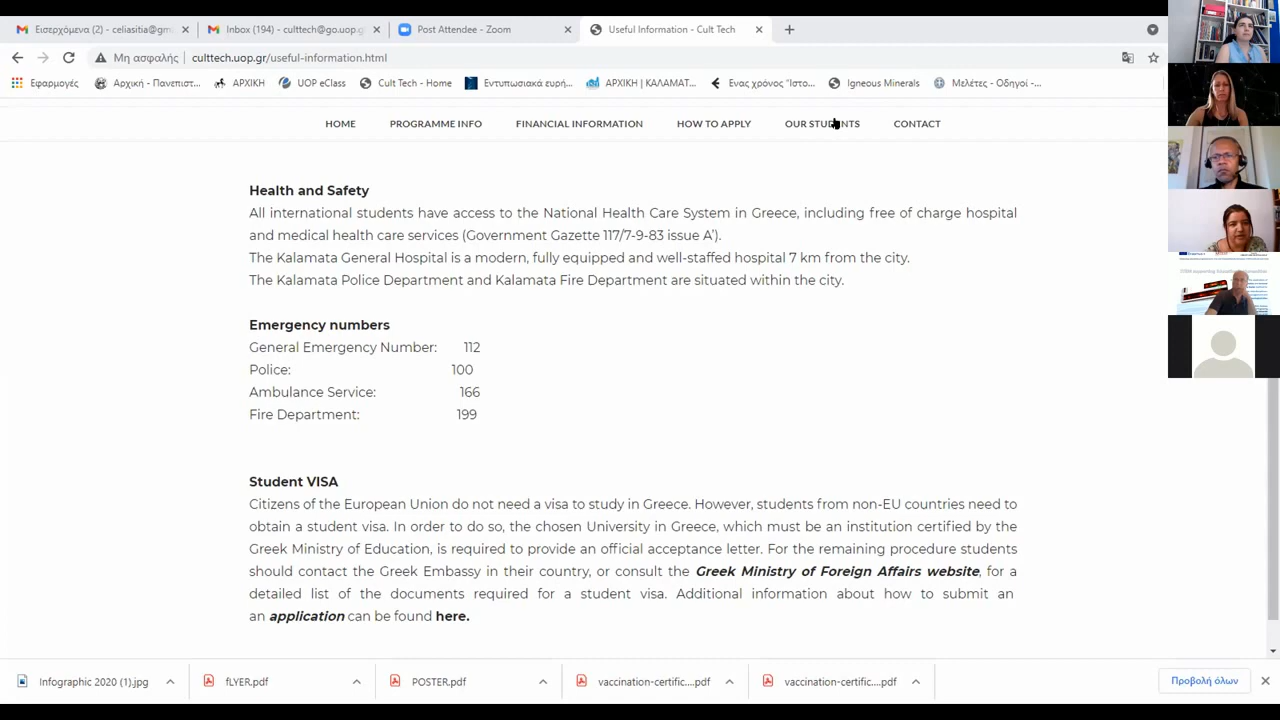 Εισερχόμενα (2) - celiasitia@gm
Inbox (194) - culttech@go.uop.g
Post Attendee - Zoom
Useful Information - Cult Tech
Μη ασφαλής
culttech.uop.gr/useful-information.html
Εφαρμογές
Αρχική – Πανεπιστ...
ΑΡΧΙΚΗ
UOP eClass
Cult Tech - Home
Εντυπωσιακά ευρή...
ΑΡΧΙΚΗ | ΚΑΛΑΜΑΤ...
Ενας χρόνος "Ιστο...
Igneous Minerals
Μελέτες - Οδηγοί -...
HOME
PROGRAMME INFO
FINANCIAL INFORMATION
HOW TO APPLY
OUR STUDENTS
CONTACT
Health and Safety
All international students have access to the National Health Care System in Greece, including free of charge hospital
and medical health care services (Government Gazette 117/7-9-83 issue A').
The Kalamata General Hospital is a modern, fully equipped and well-staffed hospital 7 km from the city.
The Kalamata Police Department and Kalamata Fire Department are situated within the city.
Emergency numbers
General Emergency Number: 112
Police: 100
Ambulance Service: 166
Fire Department: 199
Student VISA
Citizens of the European Union do not need a visa to study in Greece. However, students from non-EU countries need to
obtain a student visa. In order to do so, the chosen University in Greece, which must be an institution certified by the
Greek Ministry of Education, is required to provide an official acceptance letter. For the remaining procedure students
should contact the Greek Embassy in their country, or consult the Greek Ministry of Foreign Affairs website, for a
detailed list of the documents required for a student visa. Additional information about how to submit an
an application can be found here.
Infographic 2020 (1).jpg
fLYER.pdf
POSTER.pdf
vaccination-certific....pdf
vaccination-certific....pdf
Προβολή όλων